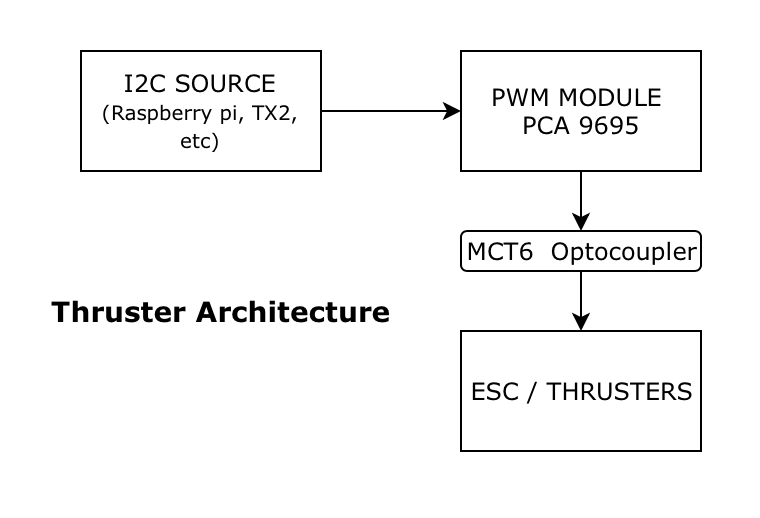 I2C SOURCE
(Raspberry pi, TX2,
etc)
PWM MODULE
PCA 9695
MCT6  Optocoupler
Thruster Architecture
ESC / THRUSTERS